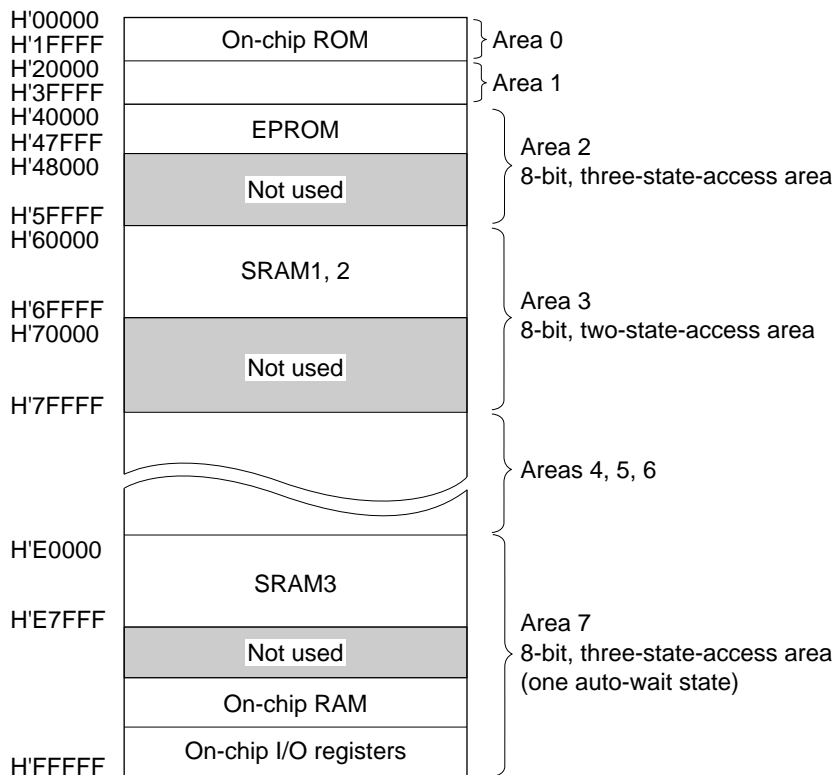 H'00000
On-chip ROM
Area 0
H'1FFFF
H'20000
Area 1
H'3FFFF
H'40000
EPROM
H'47FFF
Area 2
8-bit, three-state-access area
H'48000
Not used
H'5FFFF
H'60000
SRAM1, 2
H'6FFFF
Area 3
8-bit, two-state-access area
H'70000
Not used
H'7FFFF
Areas 4, 5, 6
H'E0000
SRAM3
H'E7FFF
Area 7
8-bit, three-state-access area
(one auto-wait state)
Not used
On-chip RAM
On-chip I/O registers
H'FFFFF